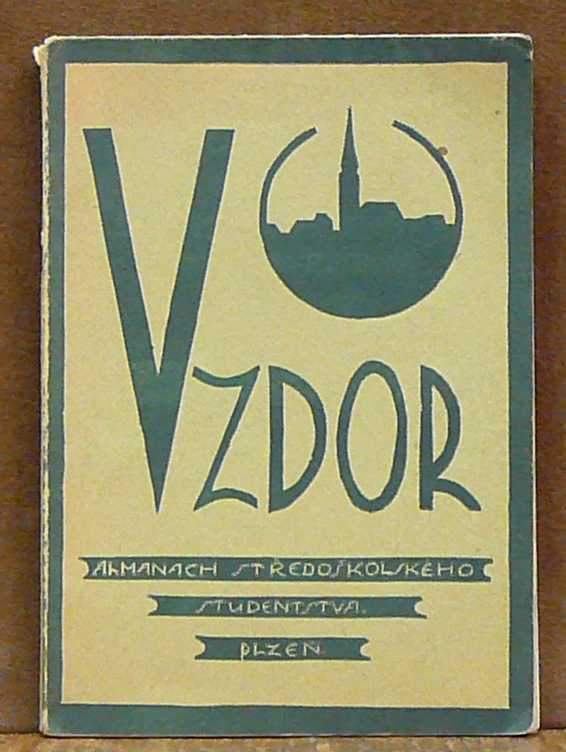 VZDOR
ALMANACH STŘEDOŠKOLSKÉHO
STUDENTSTVA.
PLZEŇ